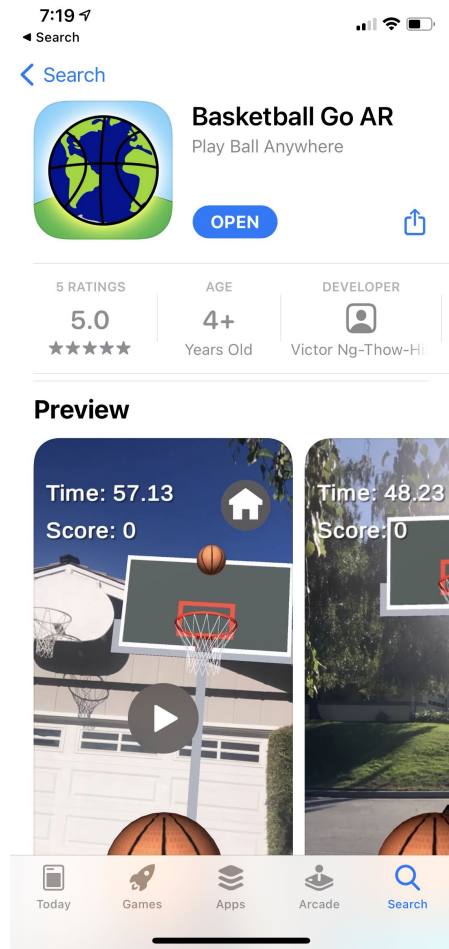 7:19
Search
Search
Basketball Go AR
Play Ball Anywhere
OPEN
5 RATINGS
AGE
DEVELOPER
5.0
4+
Years Old
Victor Ng-Thow-Hi
Preview
Time: 57.13
Score: 0
Time: 48.23
Score: 0
Today
Games
Apps
Arcade
Search